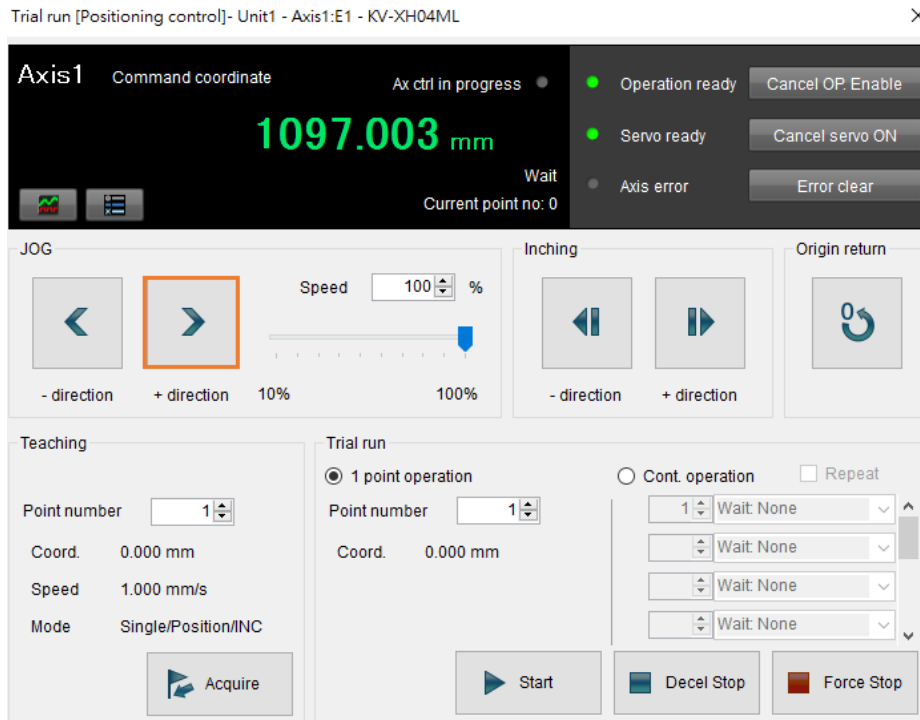 Trial run [Positioning control]- Unit1 - Axis1:E1 - KV-XH04ML
Axis1 Command coordinate Ax ctrl in progress
1097.003 mm
Wait
Current point no: 0
Operation ready Cancel OP. Enable
Servo ready Cancel servo ON
Axis error Error clear
JOG
Speed 100 %
- direction + direction 10% 100%
Inching
- direction + direction
Origin return
0
Teaching
Point number 1
Coord. 0.000 mm
Speed 1.000 mm/s
Mode Single/Position/INC
Acquire
Trial run
1 point operation
Point number 1
Coord. 0.000 mm
Cont. operation Repeat
1 Wait: None
Wait: None
Wait: None
Wait: None
Start Decel Stop Force Stop